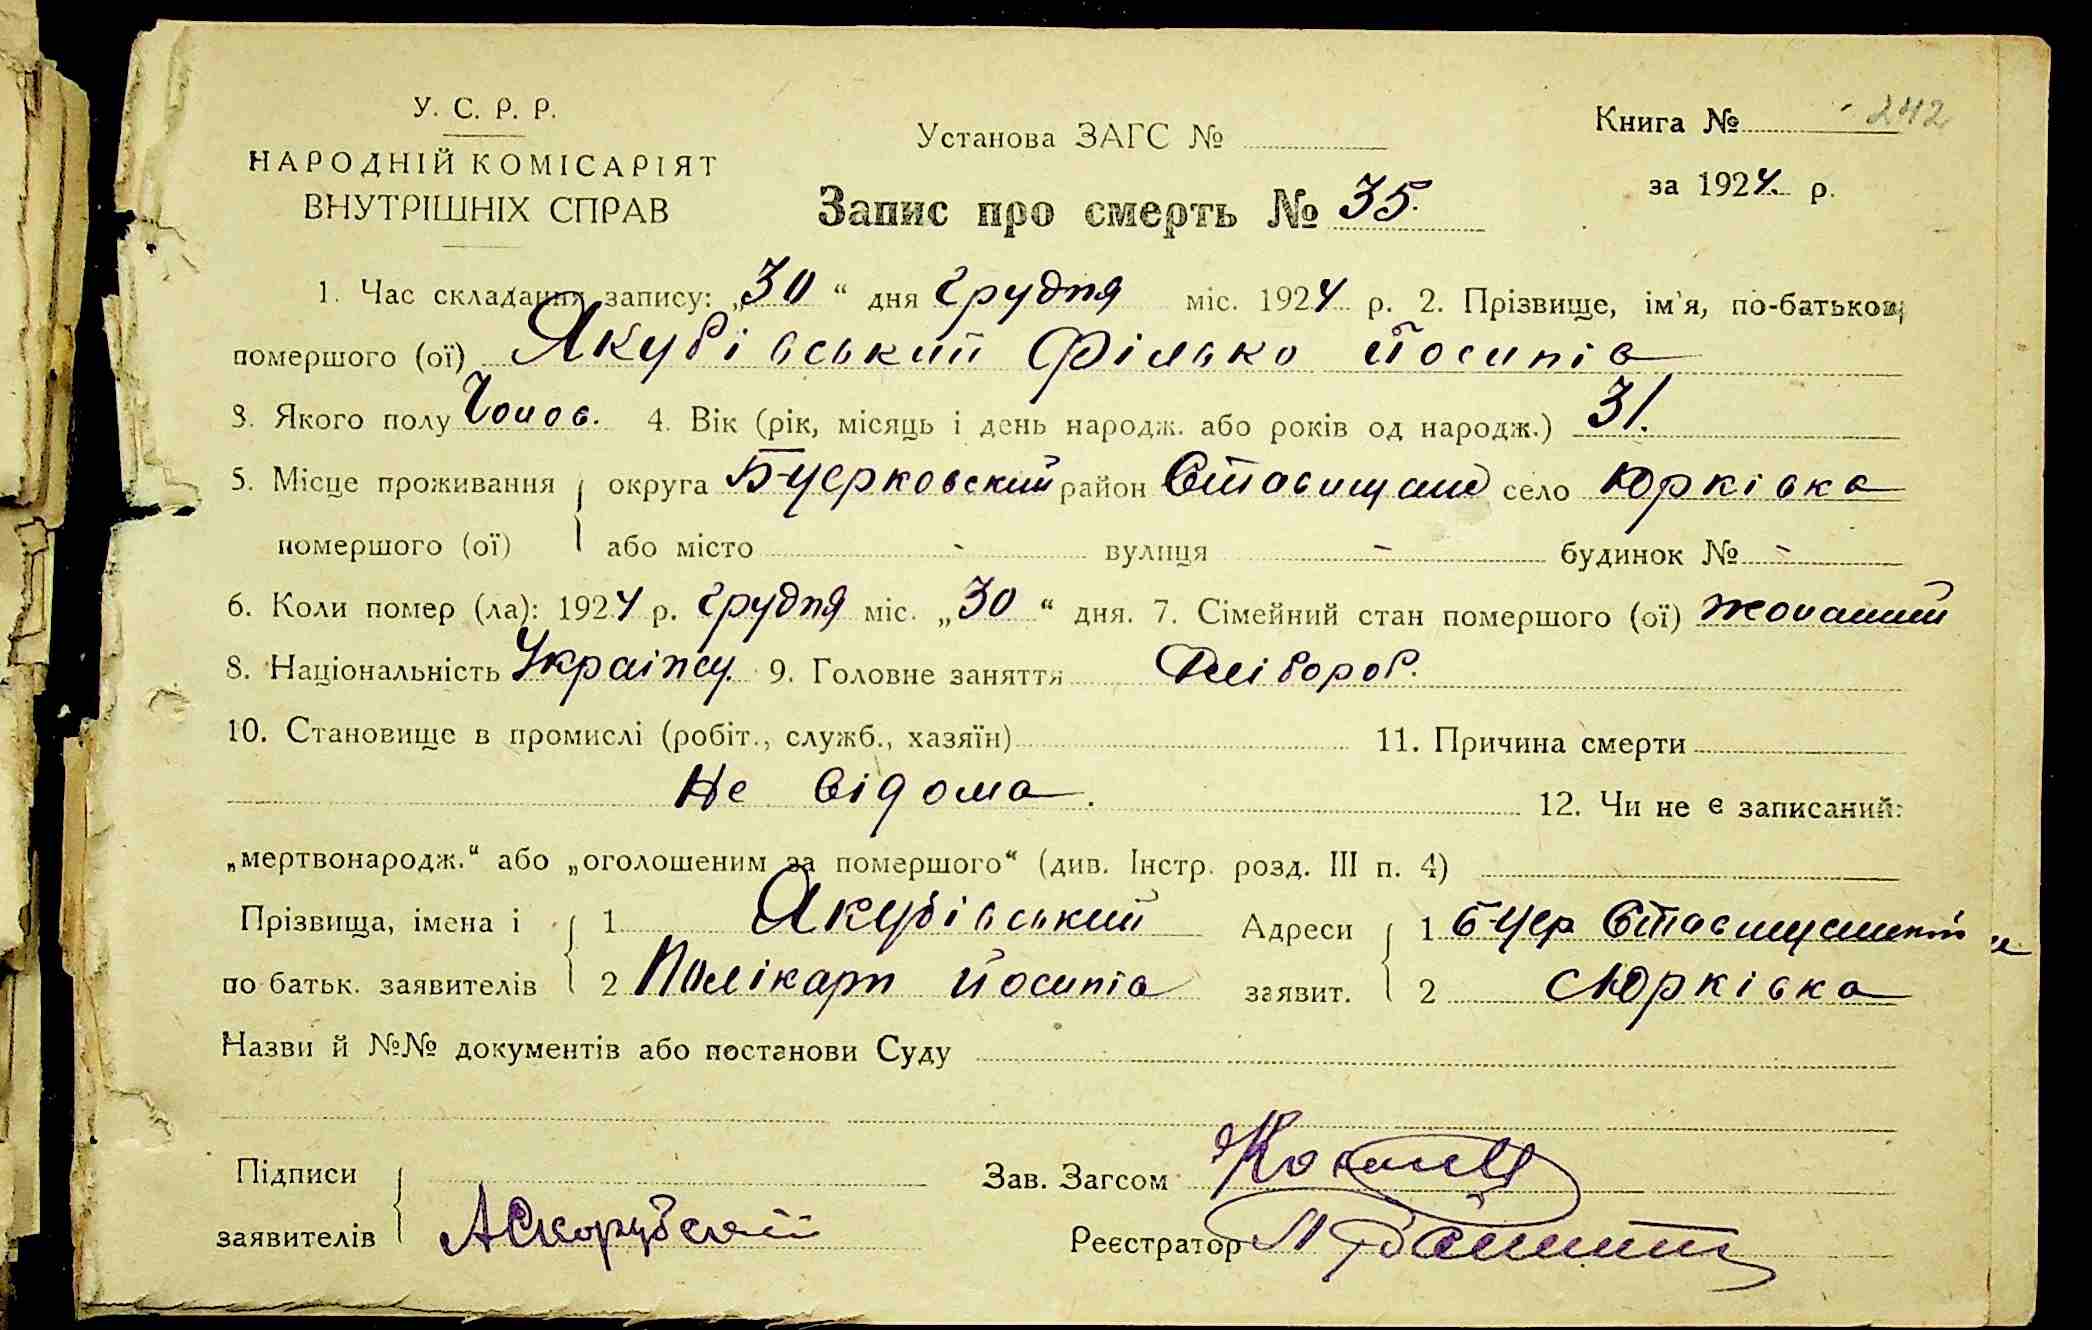 У. С. Р. Р.
НАРОДНІЙ КОМІСАРІЯТ
ВНУТРІШНІХ СПРАВ
Установа ЗАГС №
Запис про смерть № 35.
Книга № 242
за 1924. р.
1. Час складання запису: „30“ дня грудня міс. 1924 р. 2. Прізвище, ім'я, по-батькові
помершого (ої) Якубівський Філько Йосипів
3. Якого полу Чолов. 4. Вік (рік, місяць і день народж. або років од народж.) 31.
5. Місце проживання округа Б-Церковский район Ставищан село Юрківка
помершого (ої) або місто - вулиця - будинок № -
6. Коли помер (ла): 1924 р. грудня міс. „30“ дня. 7. Сімейний стан помершого (ої) жонатий
8. Національність Українц. 9. Головне заняття Хлібороб.
10. Становище в промислі (робіт., служб., хазяїн) 11. Причина смерти
Не відома. 12. Чи не є записаний:
„мертвонародж.“ або „оголошеним за помершого“ (див. Інстр. розд. III п. 4)
Прізвища, імена і 1 Якубівський Адреси 1 Б-Цер
по батьк. заявителів 2 Полікарп Йосипів заявит. 2 с Юрківка
Назви й №№ документів або постанови Суду
Підписи Зав. Загсом
заявителів АСкорубский Реєстратор